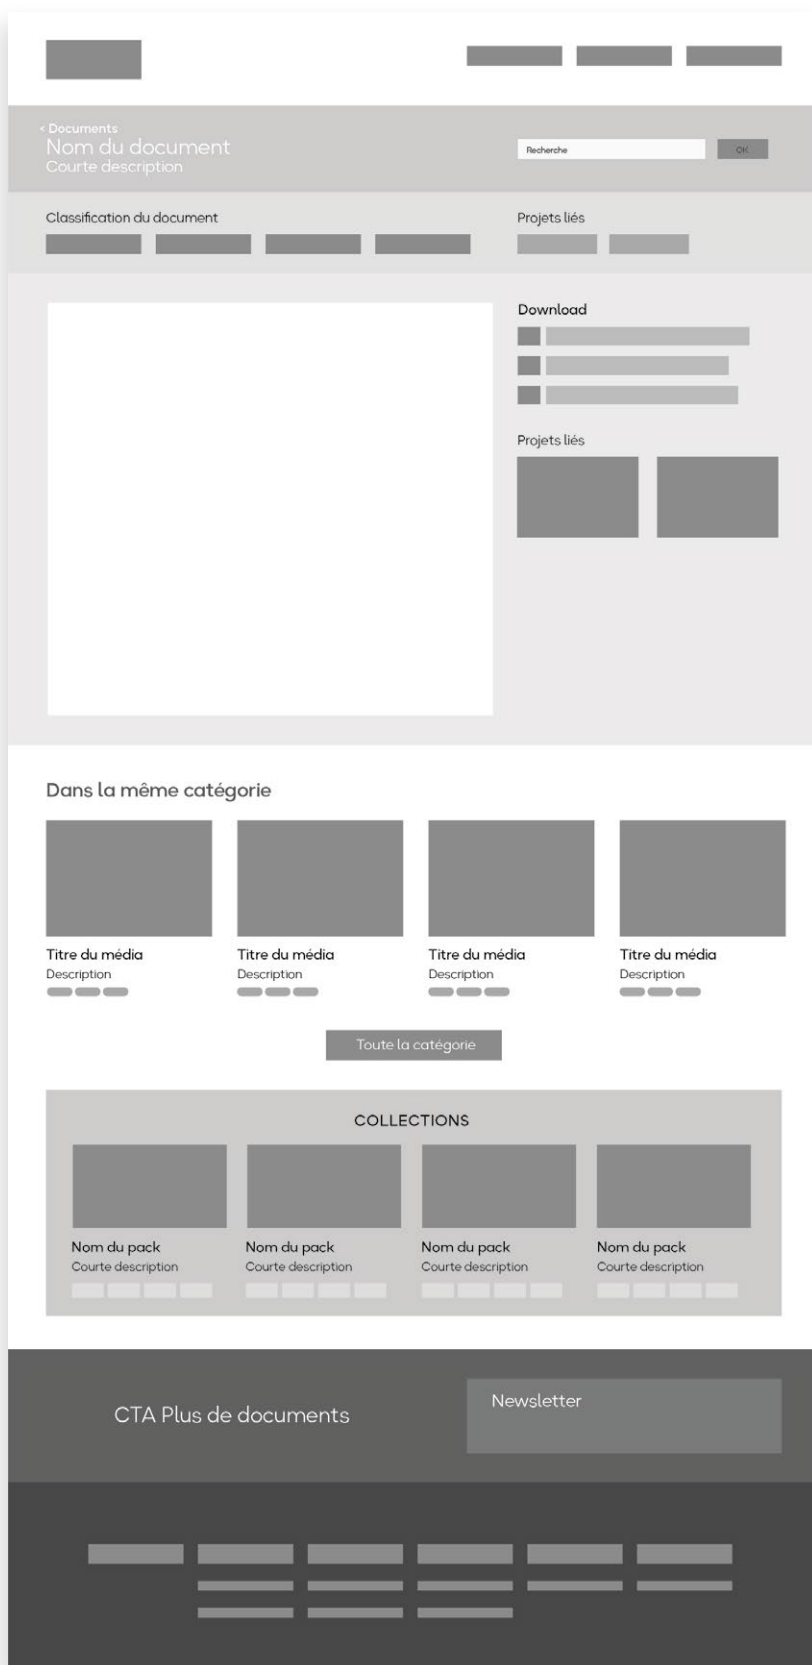 < Documents
Nom du document
Courte description
Recherche
OK
Classification du document
Projets liés
Download
Projets liés
Dans la même catégorie
Titre du média
Description
Titre du média
Description
Titre du média
Description
Titre du média
Description
Toute la catégorie
COLLECTIONS
Nom du pack
Courte description
Nom du pack
Courte description
Nom du pack
Courte description
Nom du pack
Courte description
CTA Plus de documents
Newsletter